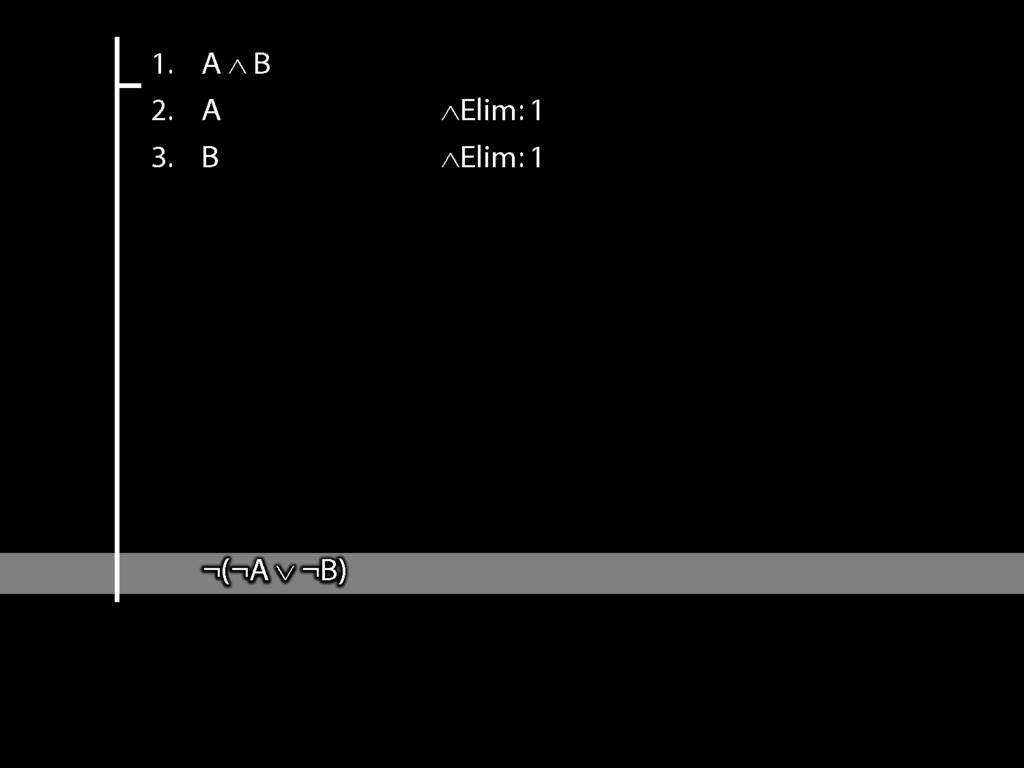 1. A ∧ B
2. A ∧Elim: 1
3. B ∧Elim: 1
¬(¬A ∨ ¬B)